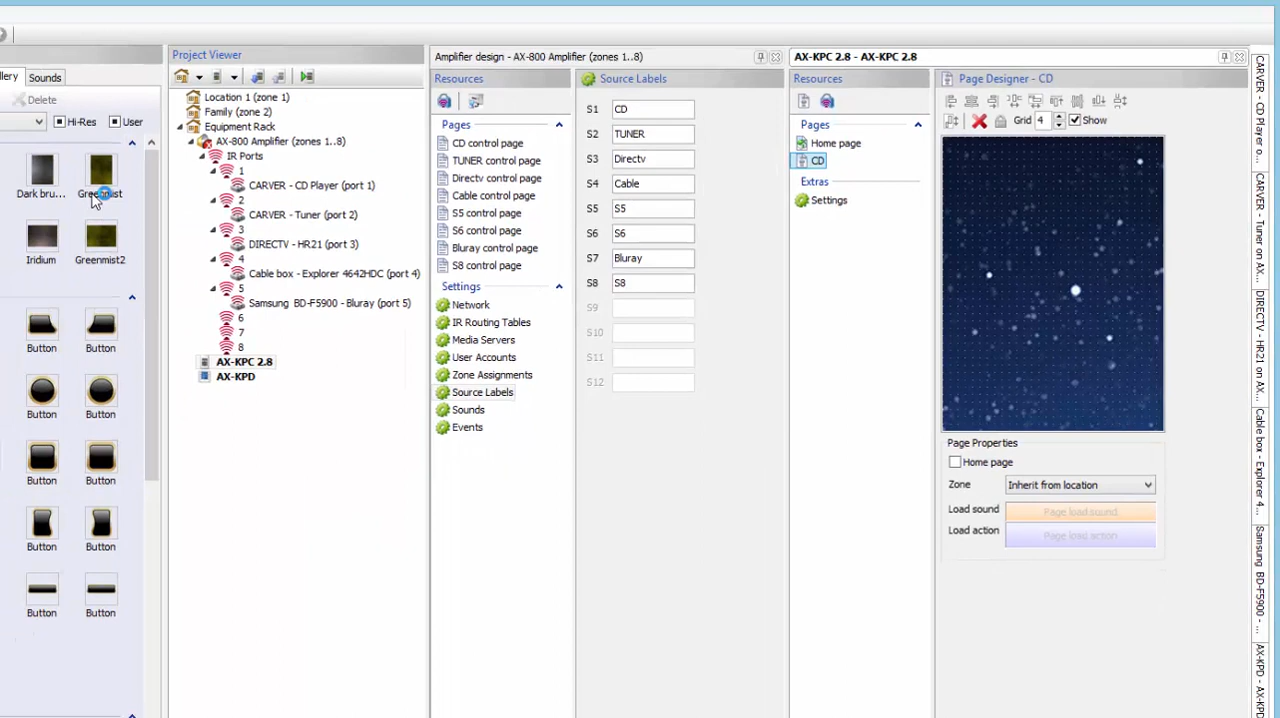 llery
Sounds
Delete
Hi-Res
User
Dark bru...
Greenmist
Iridium
Greenmist2
Button
Button
Button
Button
Button
Button
Button
Button
Button
Button
Project Viewer
Location 1 (zone 1)
Family (zone 2)
Equipment Rack
AX-800 Amplifier (zones 1..8)
IR Ports
1
CARVER - CD Player (port 1)
2
CARVER - Tuner (port 2)
3
DIRECTV - HR21 (port 3)
4
Cable box - Explorer 4642HDC (port 4)
5
Samsung BD-F5900 - Bluray (port 5)
6
7
8
AX-KPC 2.8
AX-KPD
Amplifier design - AX-800 Amplifier (zones 1..8)
Resources
Pages
CD control page
TUNER control page
Directv control page
Cable control page
S5 control page
S6 control page
Bluray control page
S8 control page
Settings
Network
IR Routing Tables
Media Servers
User Accounts
Zone Assignments
Source Labels
Sounds
Events
Source Labels
S1 CD
S2 TUNER
S3 Directv
S4 Cable
S5 S5
S6 S6
S7 Bluray
S8 S8
S9
S10
S11
S12
AX-KPC 2.8 - AX-KPC 2.8
Resources
Pages
Home page
CD
Extras
Settings
Page Designer - CD
Grid 4 Show
Page Properties
Home page
Zone Inherit from location
Load sound Page load sound
Load action Page load action
CARVER - CD Player o...
CARVER - Tuner on AX...
DIRECTV - HR21 on AX...
Cable box - Explorer 4...
Samsung BD-F5900 - ...
AX-KPD - AX-KPD